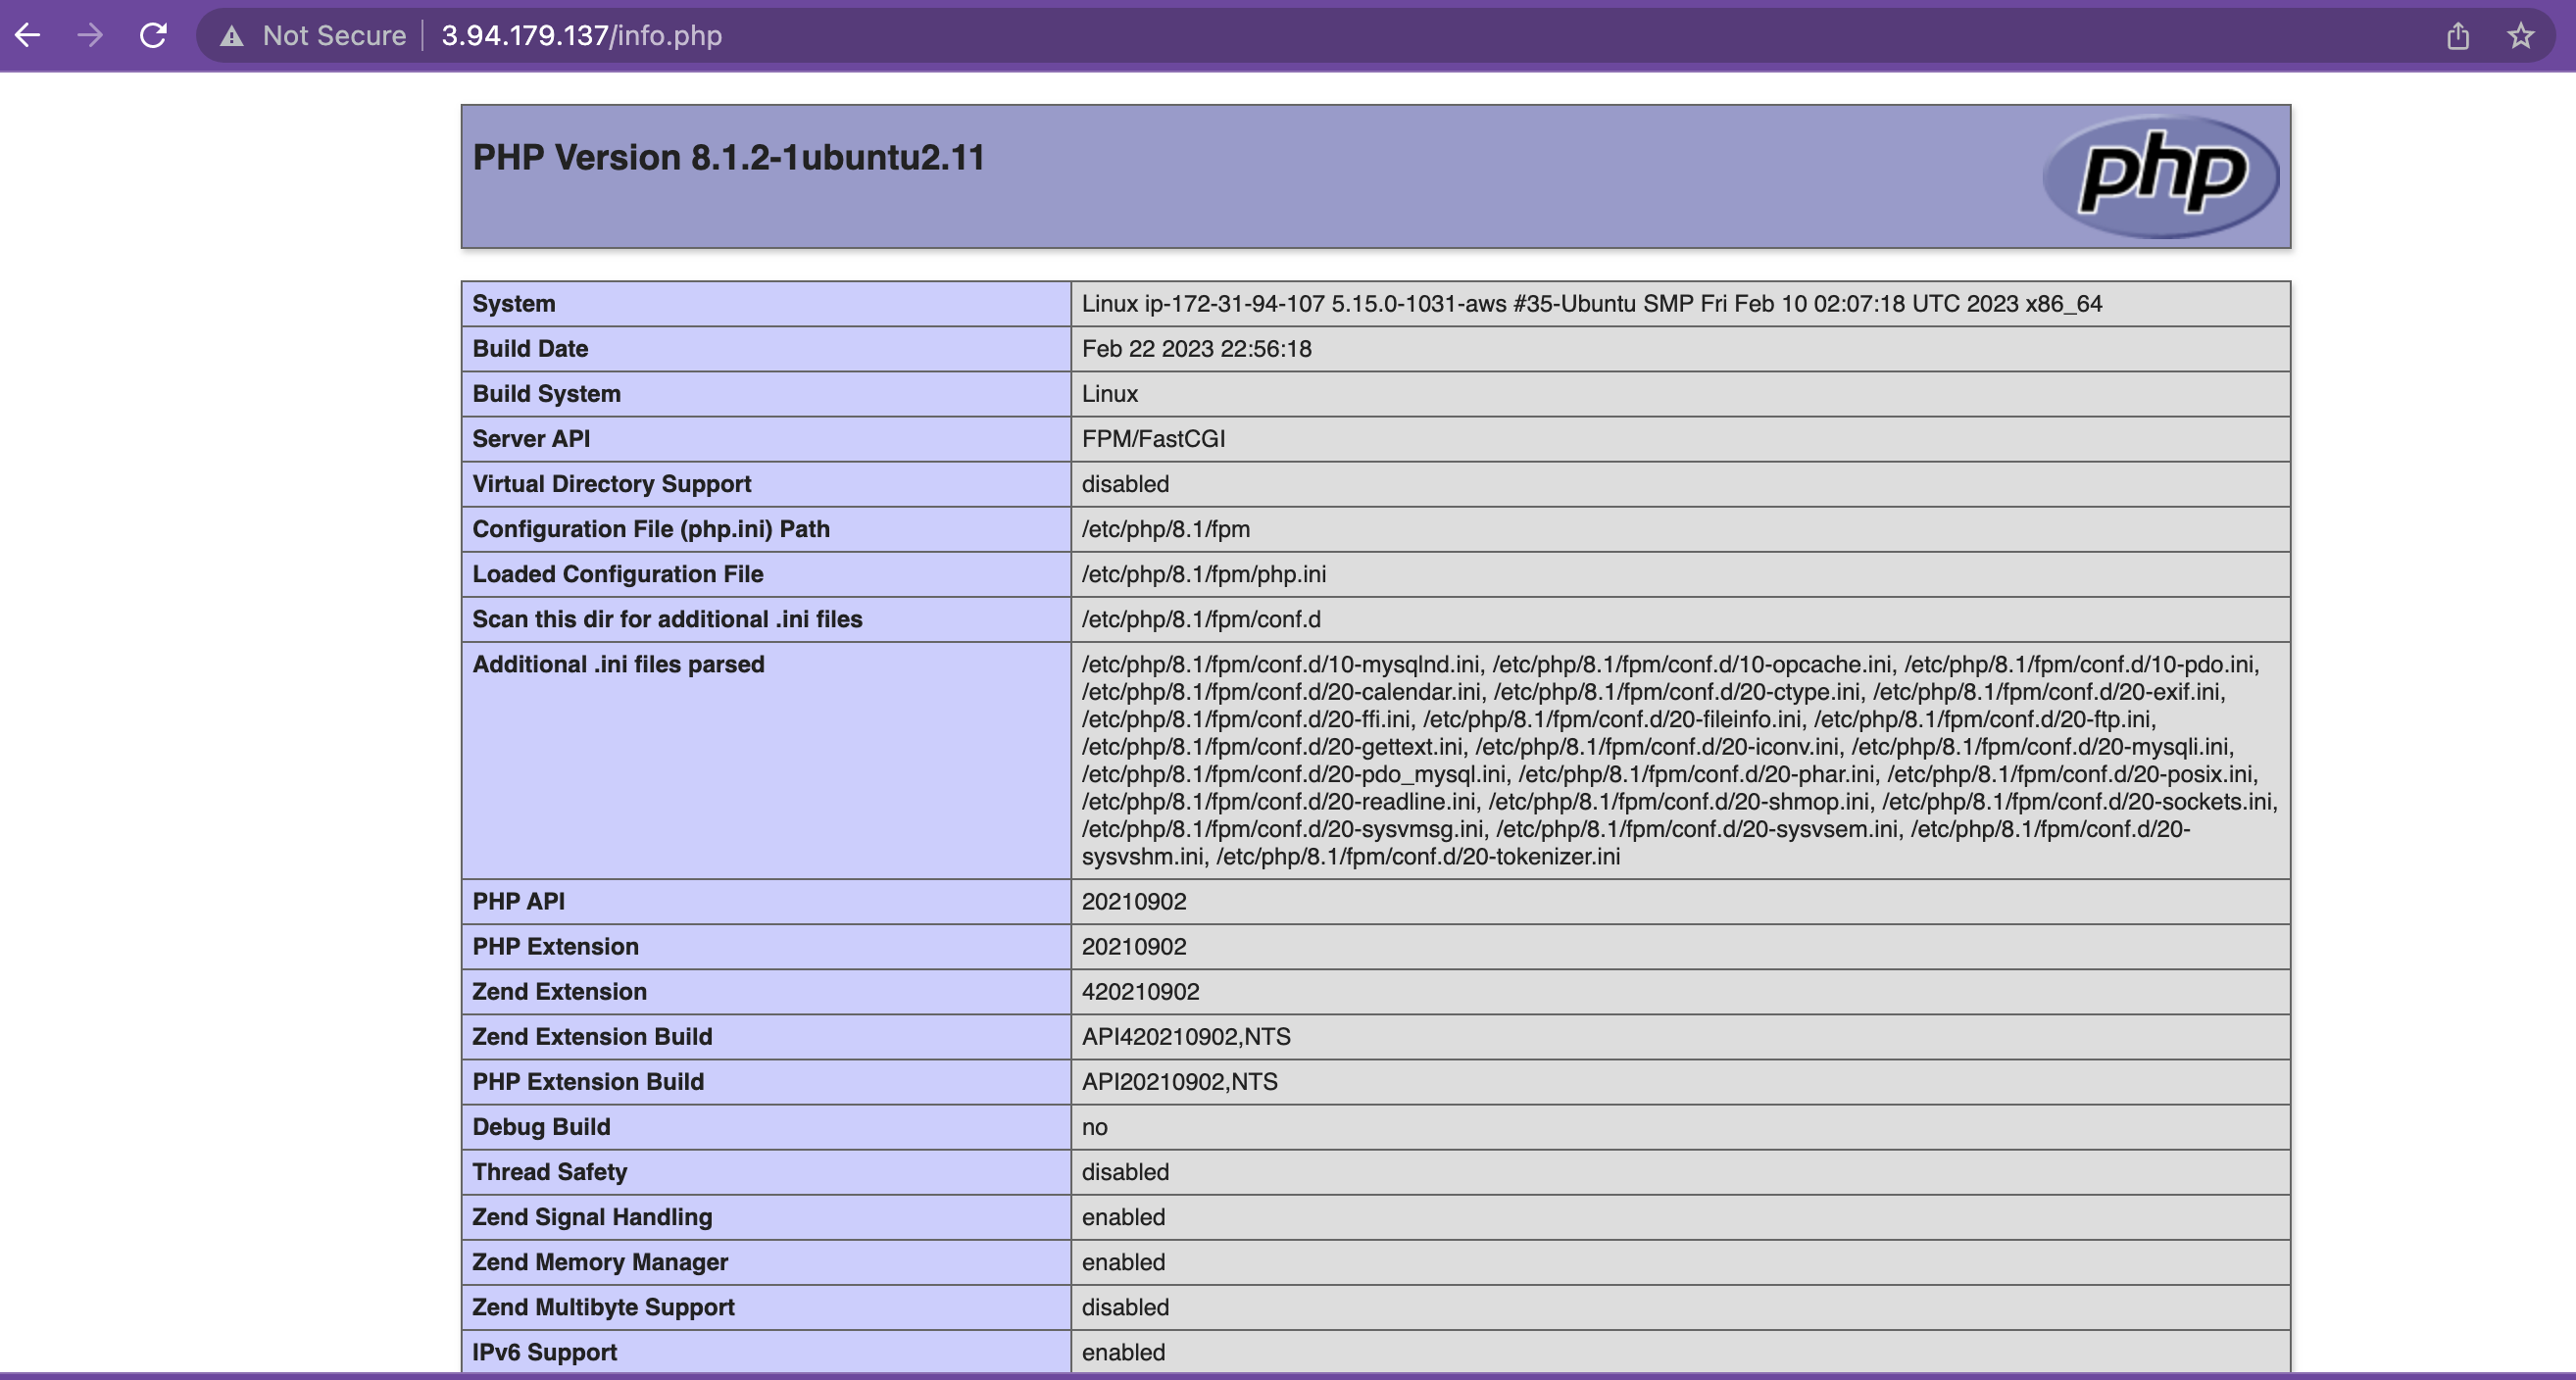 Not Secure 3.94.179.137/info.php
PHP Version 8.1.2-1ubuntu2.11
php
System Linux ip-172-31-94-107 5.15.0-1031-aws #35-Ubuntu SMP Fri Feb 10 02:07:18 UTC 2023 x86_64
Build Date Feb 22 2023 22:56:18
Build System Linux
Server API FPM/FastCGI
Virtual Directory Support disabled
Configuration File (php.ini) Path /etc/php/8.1/fpm
Loaded Configuration File /etc/php/8.1/fpm/php.ini
Scan this dir for additional .ini files /etc/php/8.1/fpm/conf.d
Additional .ini files parsed /etc/php/8.1/fpm/conf.d/10-mysqlnd.ini, /etc/php/8.1/fpm/conf.d/10-opcache.ini, /etc/php/8.1/fpm/conf.d/10-pdo.ini,
/etc/php/8.1/fpm/conf.d/20-calendar.ini, /etc/php/8.1/fpm/conf.d/20-ctype.ini, /etc/php/8.1/fpm/conf.d/20-exif.ini,
/etc/php/8.1/fpm/conf.d/20-ffi.ini, /etc/php/8.1/fpm/conf.d/20-fileinfo.ini, /etc/php/8.1/fpm/conf.d/20-ftp.ini,
/etc/php/8.1/fpm/conf.d/20-gettext.ini, /etc/php/8.1/fpm/conf.d/20-iconv.ini, /etc/php/8.1/fpm/conf.d/20-mysqli.ini,
/etc/php/8.1/fpm/conf.d/20-pdo_mysql.ini, /etc/php/8.1/fpm/conf.d/20-phar.ini, /etc/php/8.1/fpm/conf.d/20-posix.ini,
/etc/php/8.1/fpm/conf.d/20-readline.ini, /etc/php/8.1/fpm/conf.d/20-shmop.ini, /etc/php/8.1/fpm/conf.d/20-sockets.ini,
/etc/php/8.1/fpm/conf.d/20-sysvmsg.ini, /etc/php/8.1/fpm/conf.d/20-sysvsem.ini, /etc/php/8.1/fpm/conf.d/20-
sysvshm.ini, /etc/php/8.1/fpm/conf.d/20-tokenizer.ini
PHP API 20210902
PHP Extension 20210902
Zend Extension 420210902
Zend Extension Build API420210902,NTS
PHP Extension Build API20210902,NTS
Debug Build no
Thread Safety disabled
Zend Signal Handling enabled
Zend Memory Manager enabled
Zend Multibyte Support disabled
IPv6 Support enabled